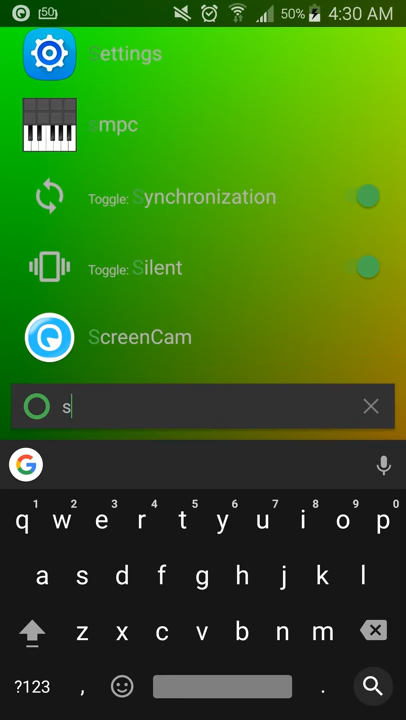 50 50% 4:30 AM
Settings
smpc
Toggle: Synchronization
Toggle: Silent
ScreenCam
s
G
1 2 3 4 5 6 7 8 9 0
q w e r t y u i o p
a s d f g h j k l
z x c v b n m
?123 , .